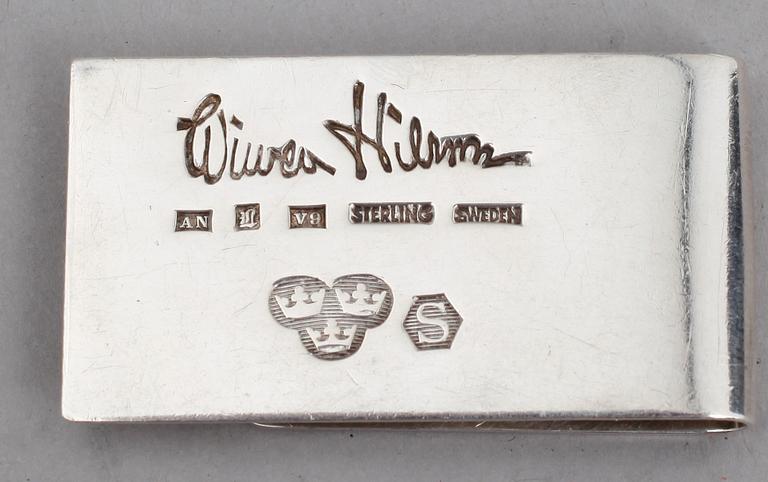 Wiwen Nilsson
AN L V9 STERLING SWEDEN
S